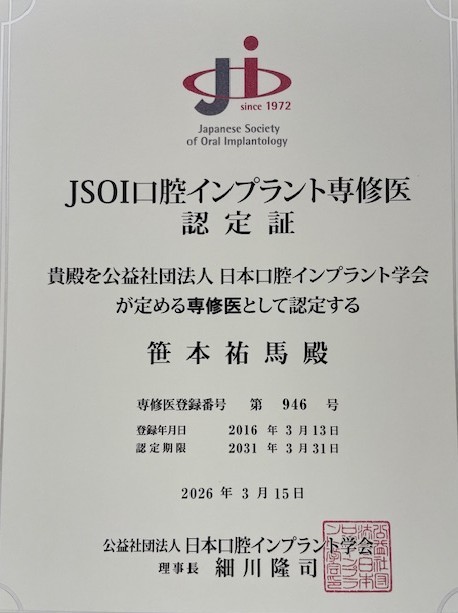 ji
since 1972
Japanese Society
of Oral Implantology
JSOI口腔インプラント専修医
認定証
貴殿を公益社団法人 日本口腔インプラント学会
が定める専修医として認定する
笹本祐馬殿
専修医登録番号 第 946 号
登録年月日 2016 年 3 月 13 日
認定期限 2031 年 3 月 31 日
2026 年 3 月 15 日
公益社団法人 日本口腔インプラント学会
理事長 細川隆司